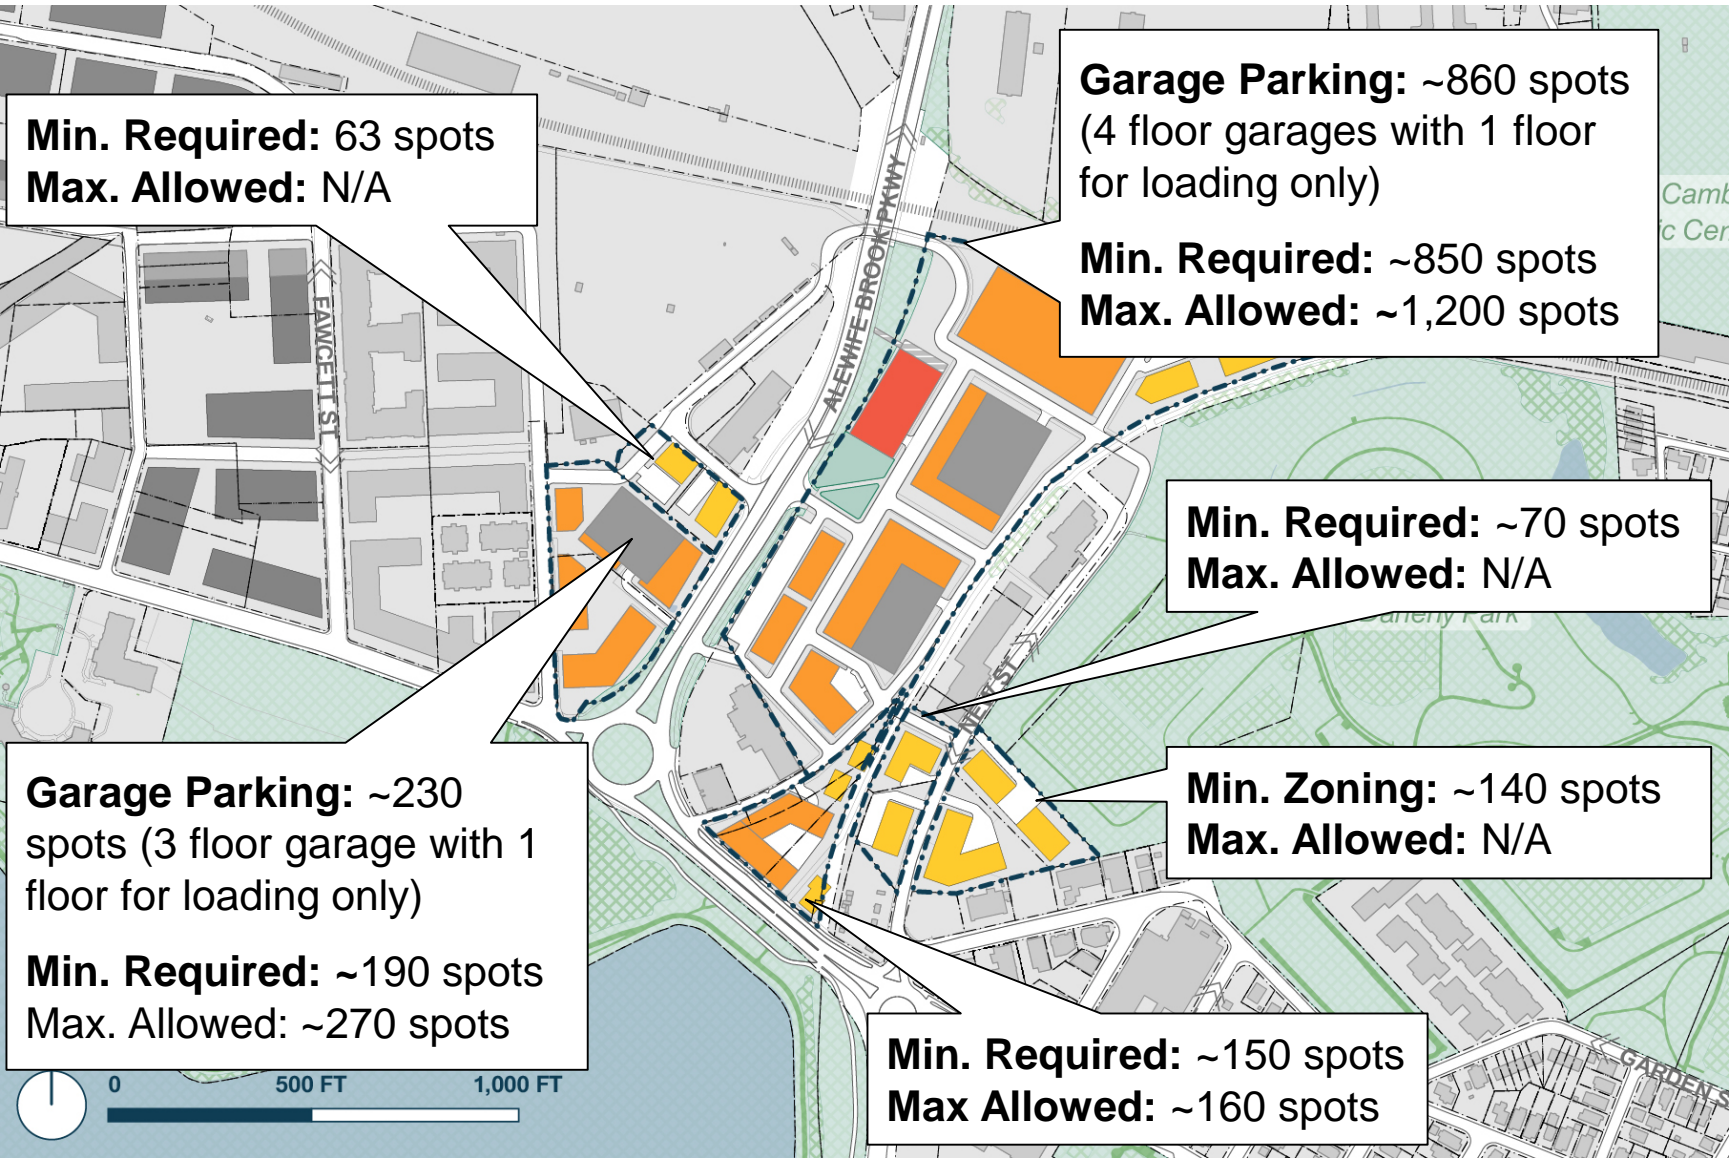 Min. Required: 63 spots
Max. Allowed: N/A
Garage Parking: ~860 spots
(4 floor garages with 1 floor
for loading only)
Min. Required: ~850 spots
Max. Allowed: ~1,200 spots
ALEWIFE BROOK PKWY
FAWCETT ST
Min. Required: ~70 spots
Max. Allowed: N/A
NEW ST
Min. Zoning: ~140 spots
Max. Allowed: N/A
Garage Parking: ~230
spots (3 floor garage with 1
floor for loading only)
Min. Required: ~190 spots
Max. Allowed: ~270 spots
Min. Required: ~150 spots
Max Allowed: ~160 spots
GARDEN S
0 500 FT 1,000 FT